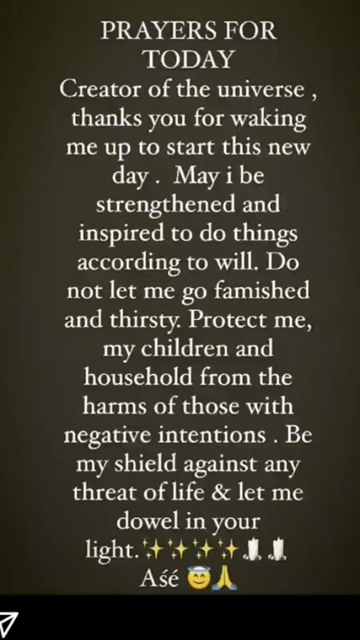 PRAYERS FOR
TODAY
Creator of the universe ,
thanks you for waking
me up to start this new
day .  May i be
strengthened and
inspired to do things
according to will. Do
not let me go famished
and thirsty. Protect me,
my children and
household from the
harms of those with
negative intentions . Be
my shield against any
threat of life & let me
dowel in your
light.✨✨✨✨🕯️🕯️
Aśé 😇🙏